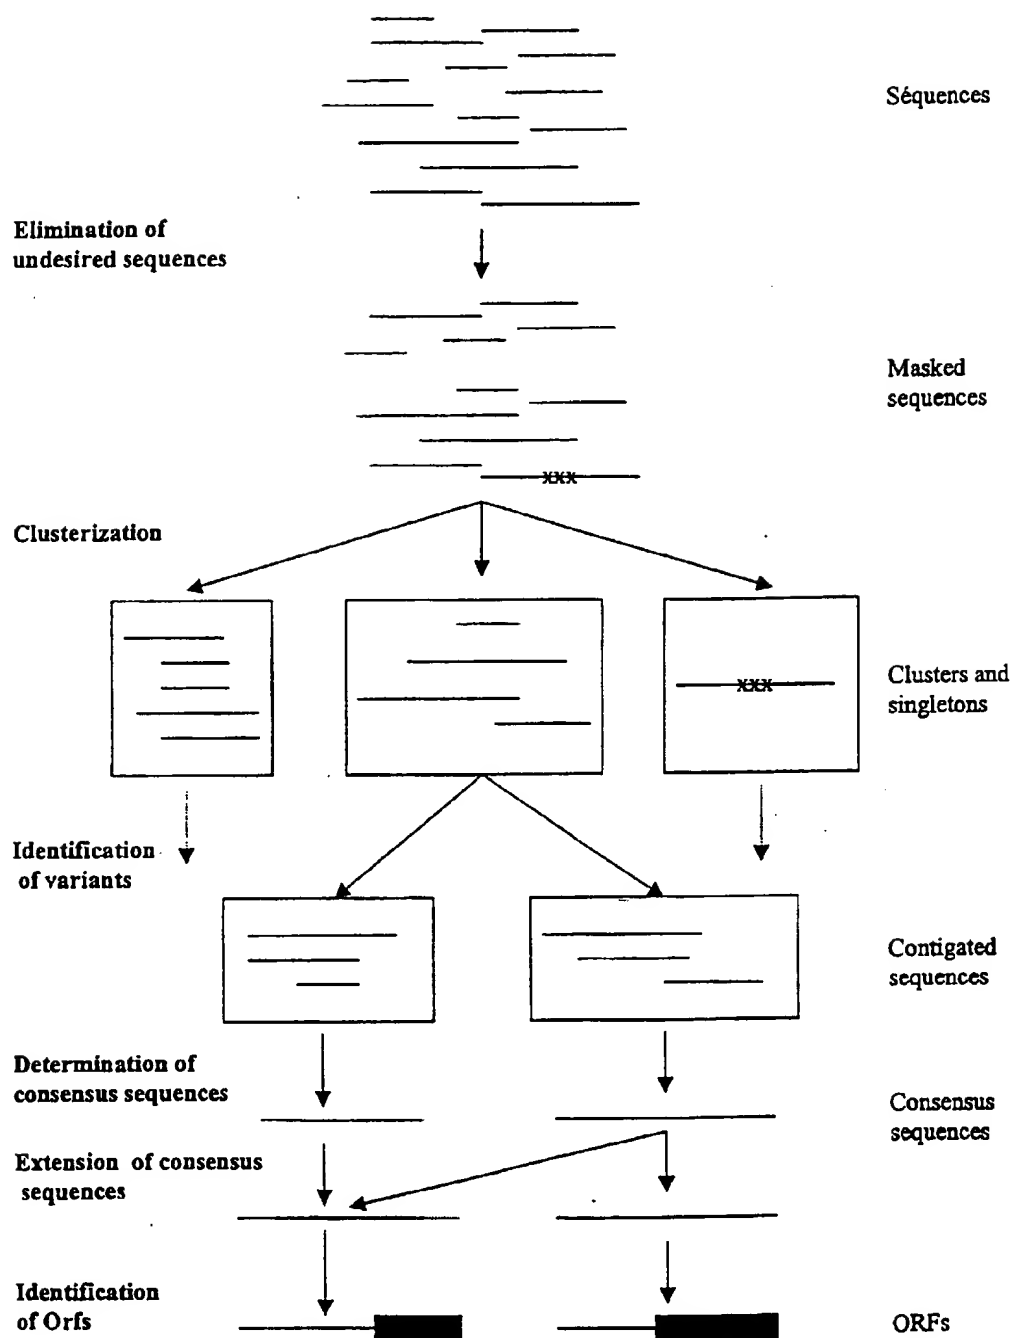 Séquences
Elimination of
undesired sequences
Masked
sequences
xxx
Clusterization
xxx
Clusters and
singletons
Identification
of variants
Contigated
sequences
Determination of
consensus sequences
Consensus
sequences
Extension of consensus
sequences
Identification
of Orfs
ORFs